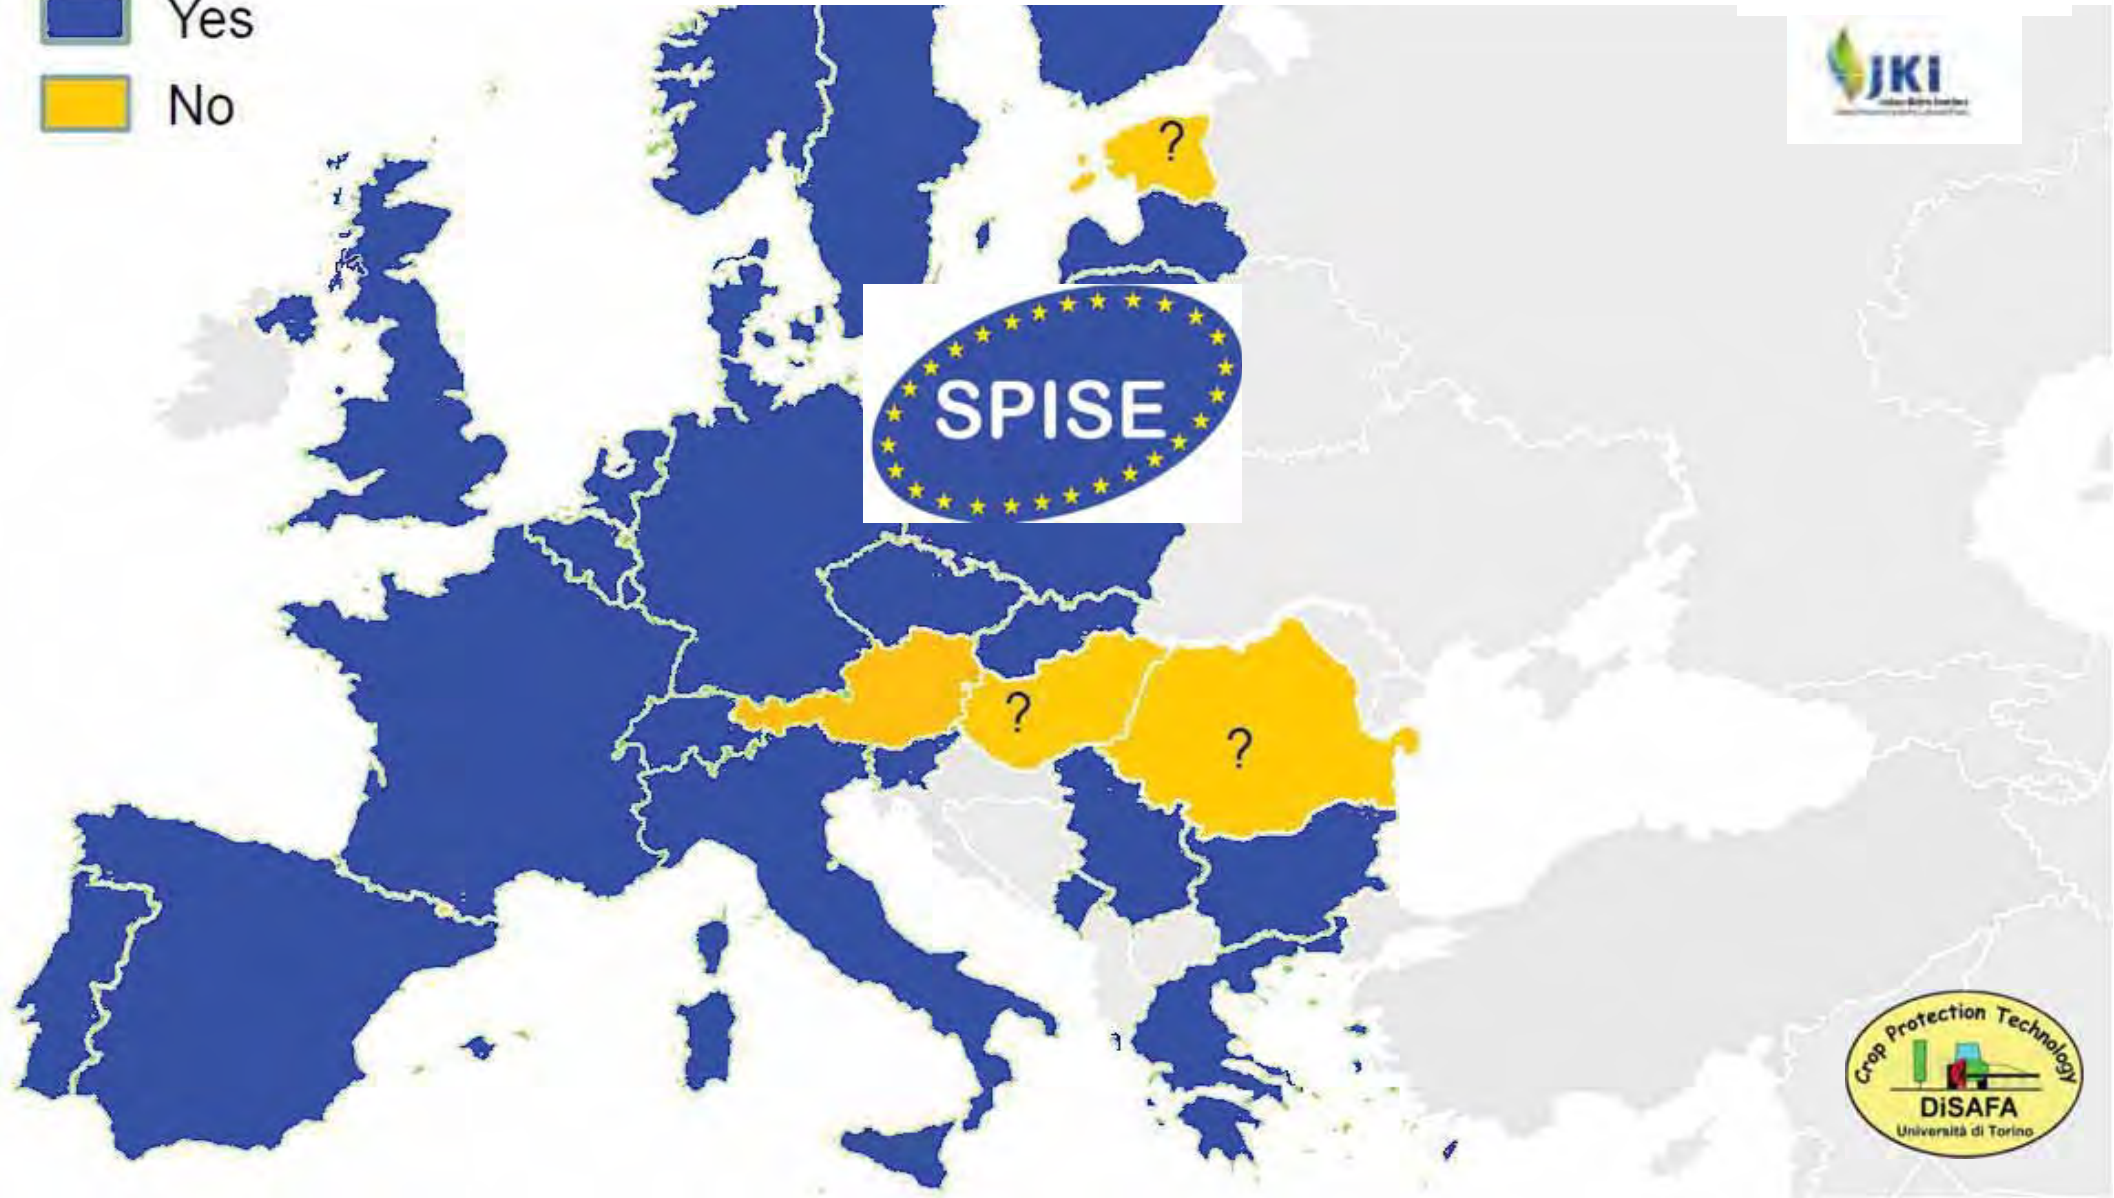 Yes
No
JKI
?
SPISE
?
?
Crop Protection Technology
DiSAFA
Università di Torino